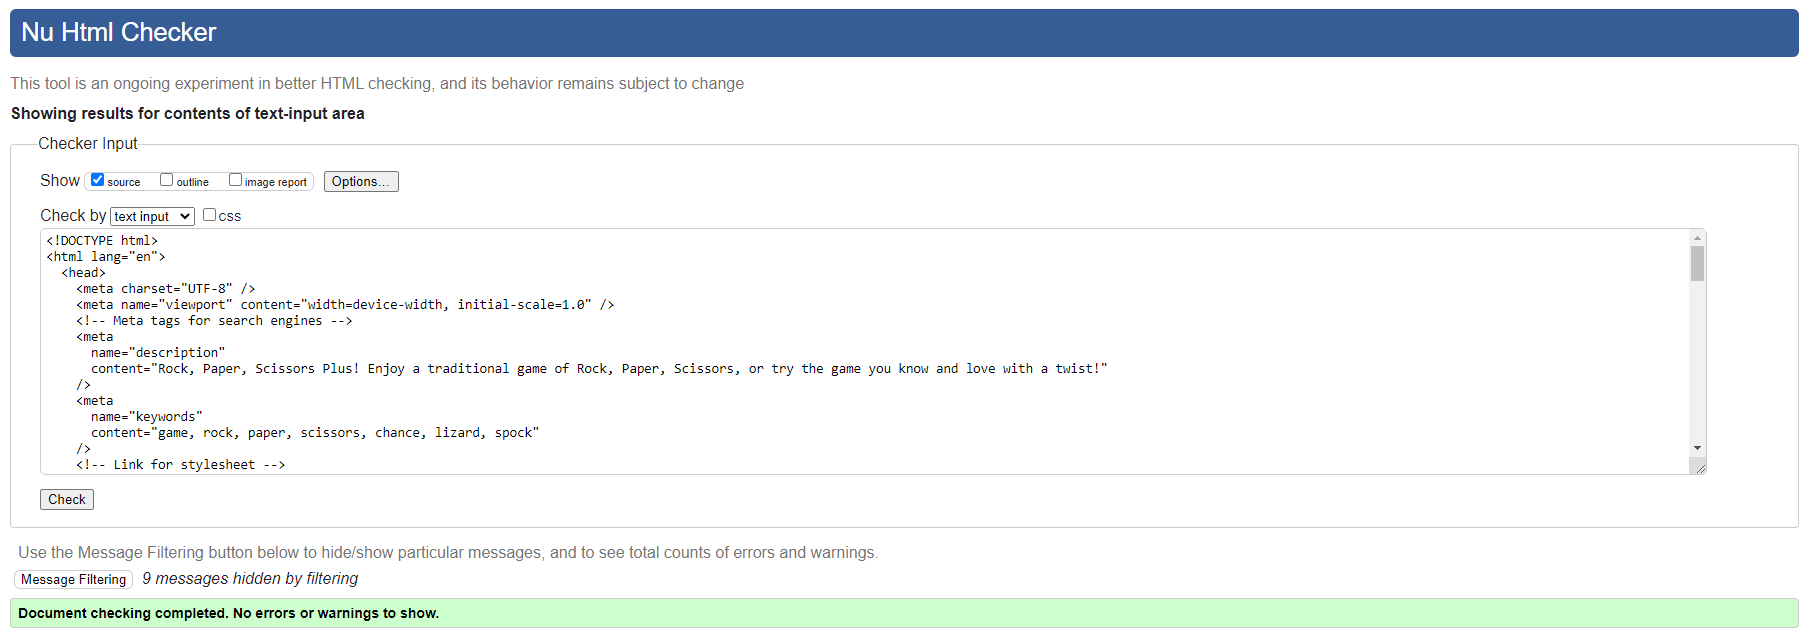 Nu Html Checker
This tool is an ongoing experiment in better HTML checking, and its behavior remains subject to change
Showing results for contents of text-input area
Checker Input
Show source outline image report Options...
Check by text input css
<!DOCTYPE html>
<html lang="en">
  <head>
    <meta charset="UTF-8" />
    <meta name="viewport" content="width=device-width, initial-scale=1.0" />
    <!-- Meta tags for search engines -->
    <meta
      name="description"
      content="Rock, Paper, Scissors Plus! Enjoy a traditional game of Rock, Paper, Scissors, or try the game you know and love with a twist!"
    />
    <meta
      name="keywords"
      content="game, rock, paper, scissors, chance, lizard, spock"
    />
    <!-- Link for stylesheet -->
Check
Use the Message Filtering button below to hide/show particular messages, and to see total counts of errors and warnings.
Message Filtering 9 messages hidden by filtering
Document checking completed. No errors or warnings to show.